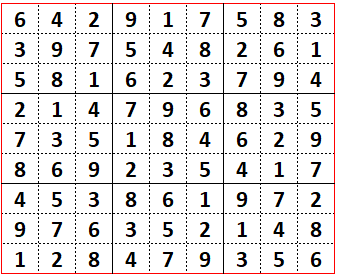 6 4 2 9 1 7 5 8 3
3 9 7 5 4 8 2 6 1
5 8 1 6 2 3 7 9 4
2 1 4 7 9 6 8 3 5
7 3 5 1 8 4 6 2 9
8 6 9 2 3 5 4 1 7
4 5 3 8 6 1 9 7 2
9 7 6 3 5 2 1 4 8
1 2 8 4 7 9 3 5 6